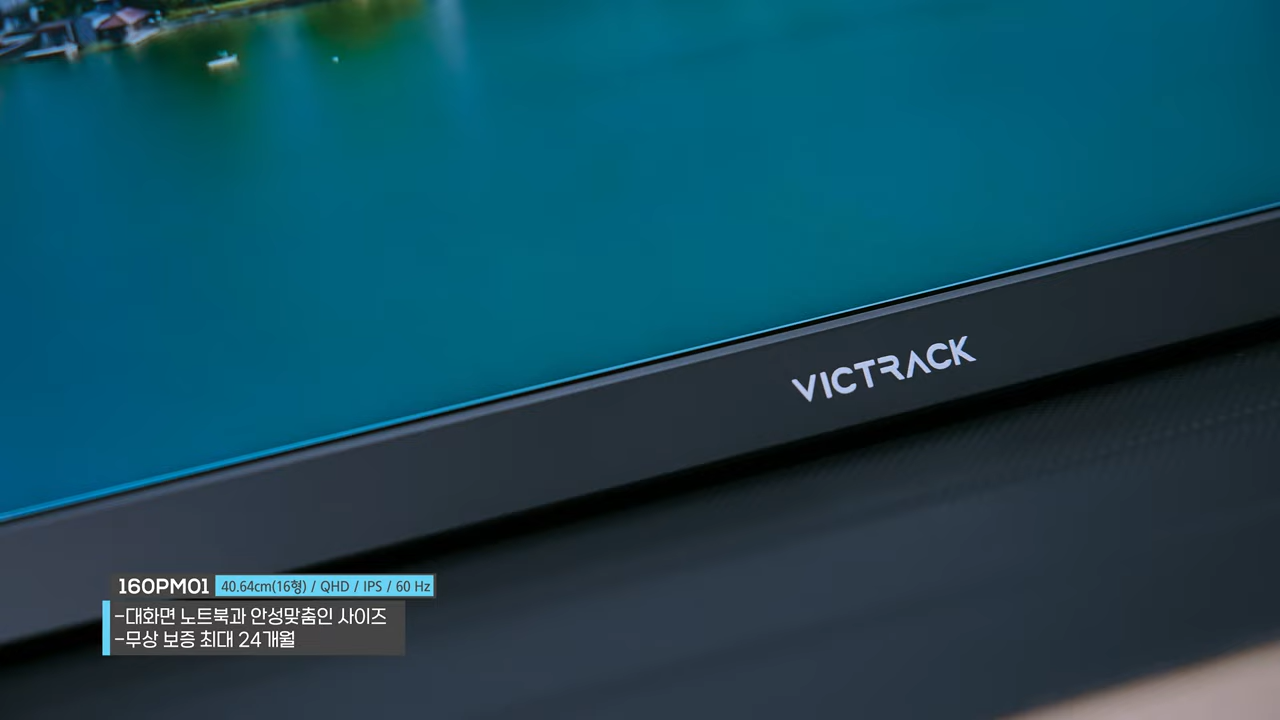 VICTRACK
160PM01 40.64cm(16형) / QHD / IPS / 60 Hz
-대화면 노트북과 안성맞춤인 사이즈
-무상 보증 최대 24개월